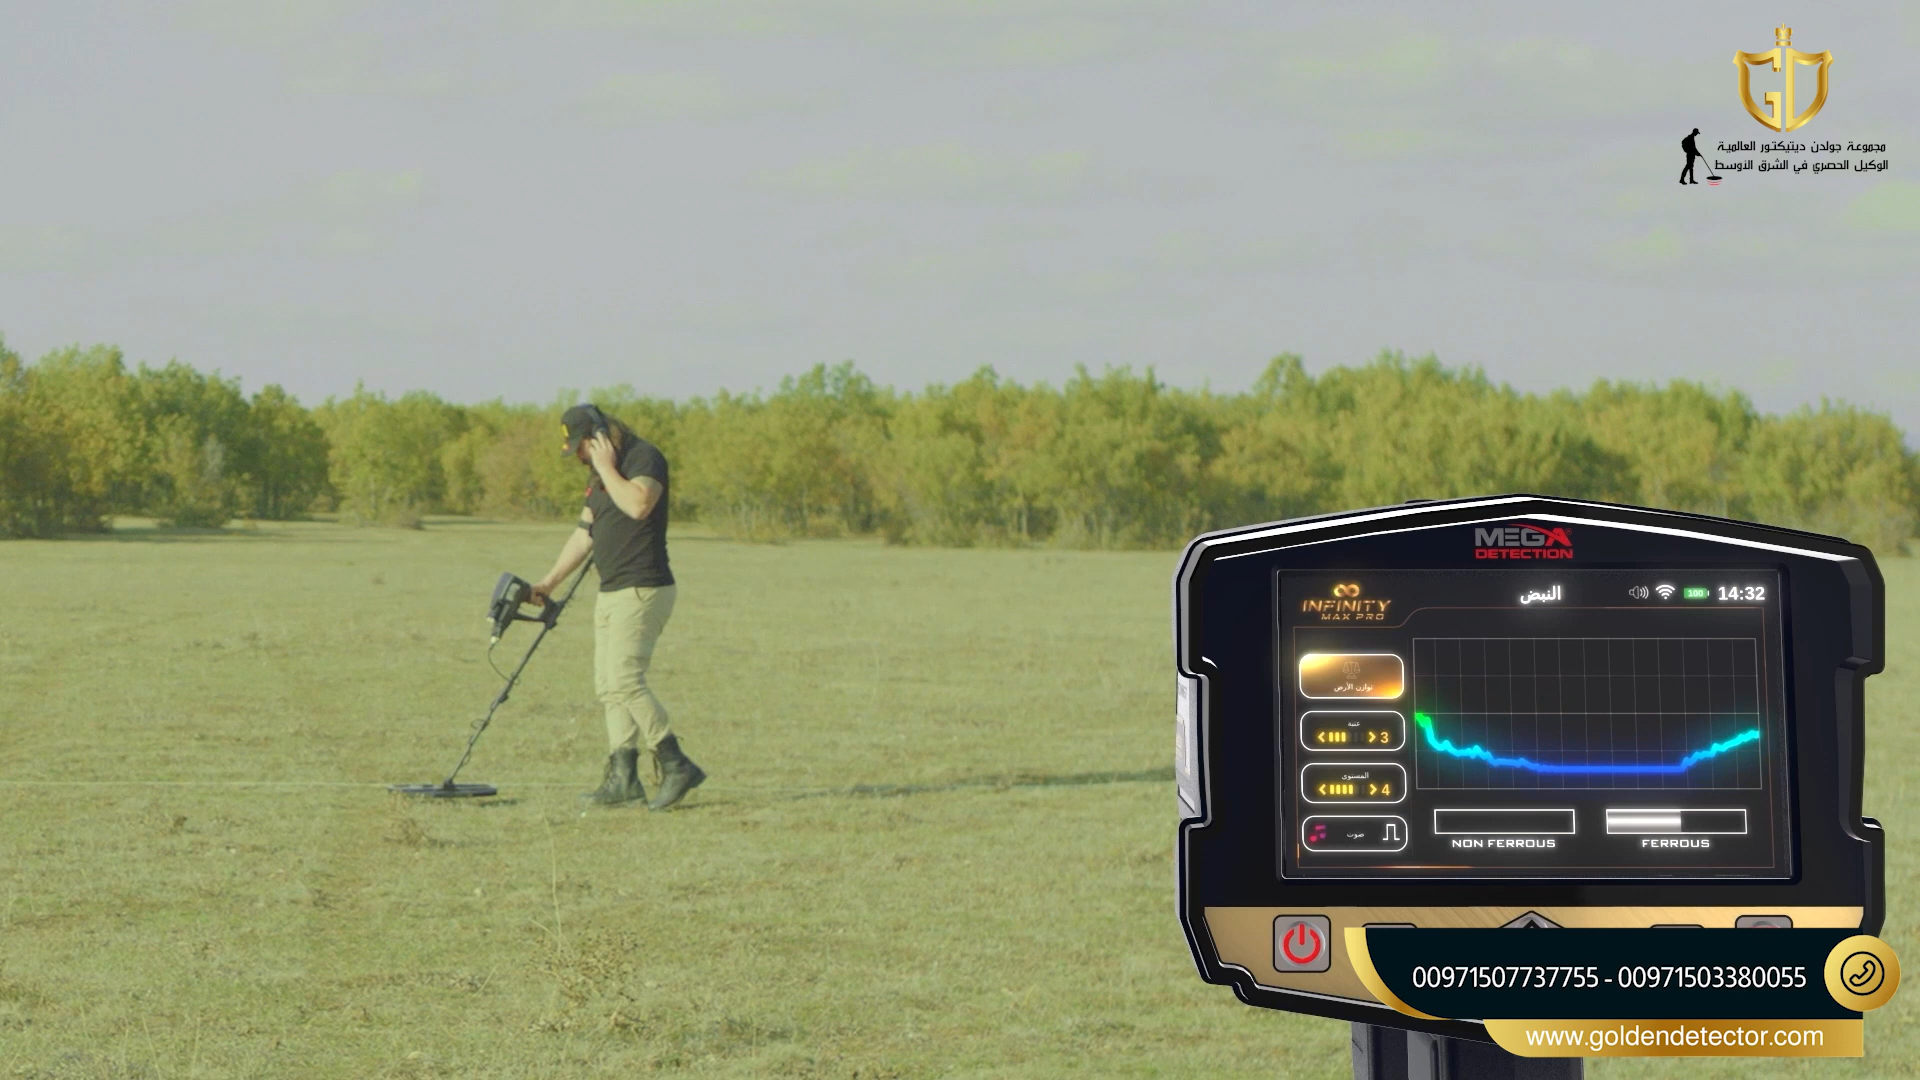 مجموعة جولدن ديتيكتور العالمية
الوكيل الحصري في الشرق الأوسط
MEGA
DETECTION
INFINITY
MAX PRO
النبض
100
14:32
توازن الأرض
عتبة
3
المستوى
4
صوت
NON FERROUS
FERROUS
00971507737755 - 00971503380055
www.goldendetector.com